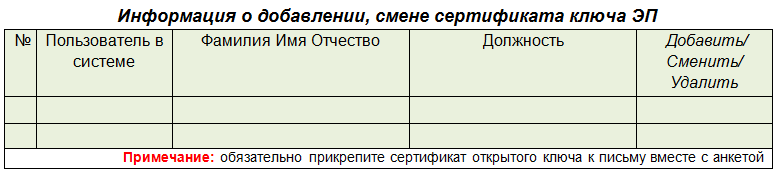 Информация о добавлении, смене сертификата ключа ЭП
№ Пользователь в системе Фамилия Имя Отчество Должность Добавить/ Сменить/ Удалить
Примечание: обязательно прикрепите сертификат открытого ключа к письму вместе с анкетой